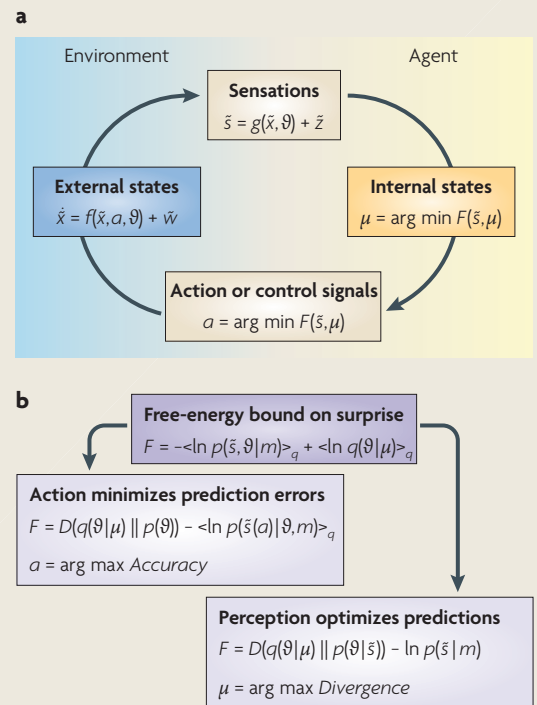 a
Environment
Agent
Sensations
s̃ = g(x̃, ϑ) + z̃
External states
ẋ̃ = f(x̃, a, ϑ) + w̃
Internal states
μ = arg min F(s̃, μ)
Action or control signals
a = arg min F(s̃, μ)
b
Free-energy bound on surprise
F = −<ln p(s̃, ϑ|m)>q + <ln q(ϑ|μ)>q
Action minimizes prediction errors
F = D(q(ϑ|μ) || p(ϑ)) − <ln p(s̃(a)|ϑ, m)>q
a = arg max Accuracy
Perception optimizes predictions
F = D(q(ϑ|μ) || p(ϑ|s̃)) − ln p(s̃|m)
μ = arg max Divergence